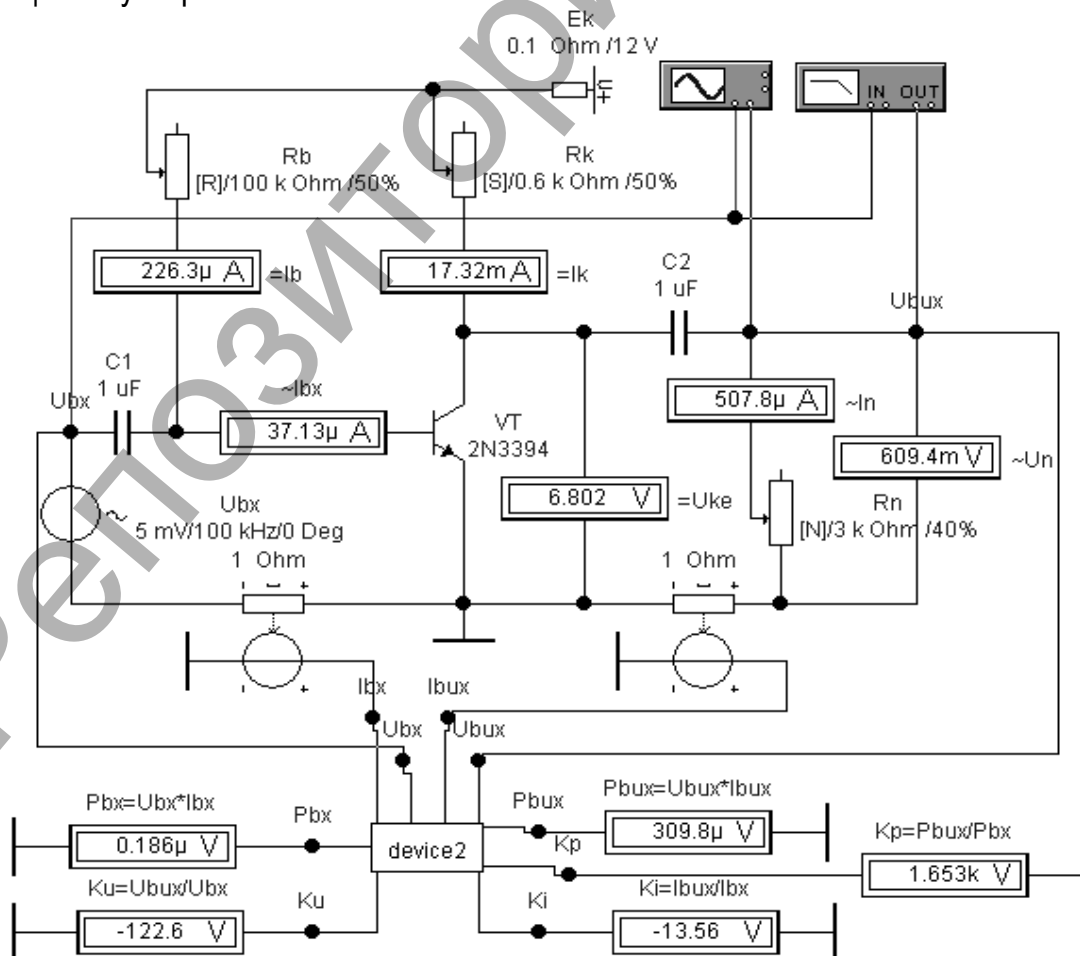 Ek
0.1 Ohm /12 V
IN OUT
Rb
[R]/100 k Ohm /50%
Rk
[S]/0.6 k Ohm /50%
226.3µ A =Ib
17.32m A =Ik
C2
1 uF
Ubux
C1
1 uF
Ubx
~Ibx
37.13µ A
VT
2N3394
507.8µ A ~In
609.4m V ~Un
6.802 V =Uke
Ubx
5 mV/100 kHz/0 Deg
Rn
[N]/3 k Ohm /40%
1 Ohm
1 Ohm
Ibx
Ibux
Ubx
Ubux
Pbx=Ubx*Ibx
Pbx
0.186µ V
device2
Pbux
Pbux=Ubux*Ibux
309.8µ V
Kp
Kp=Pbux/Pbx
1.653k V
Ku=Ubux/Ubx
Ku
-122.6 V
Ki
Ki=Ibux/Ibx
-13.56 V